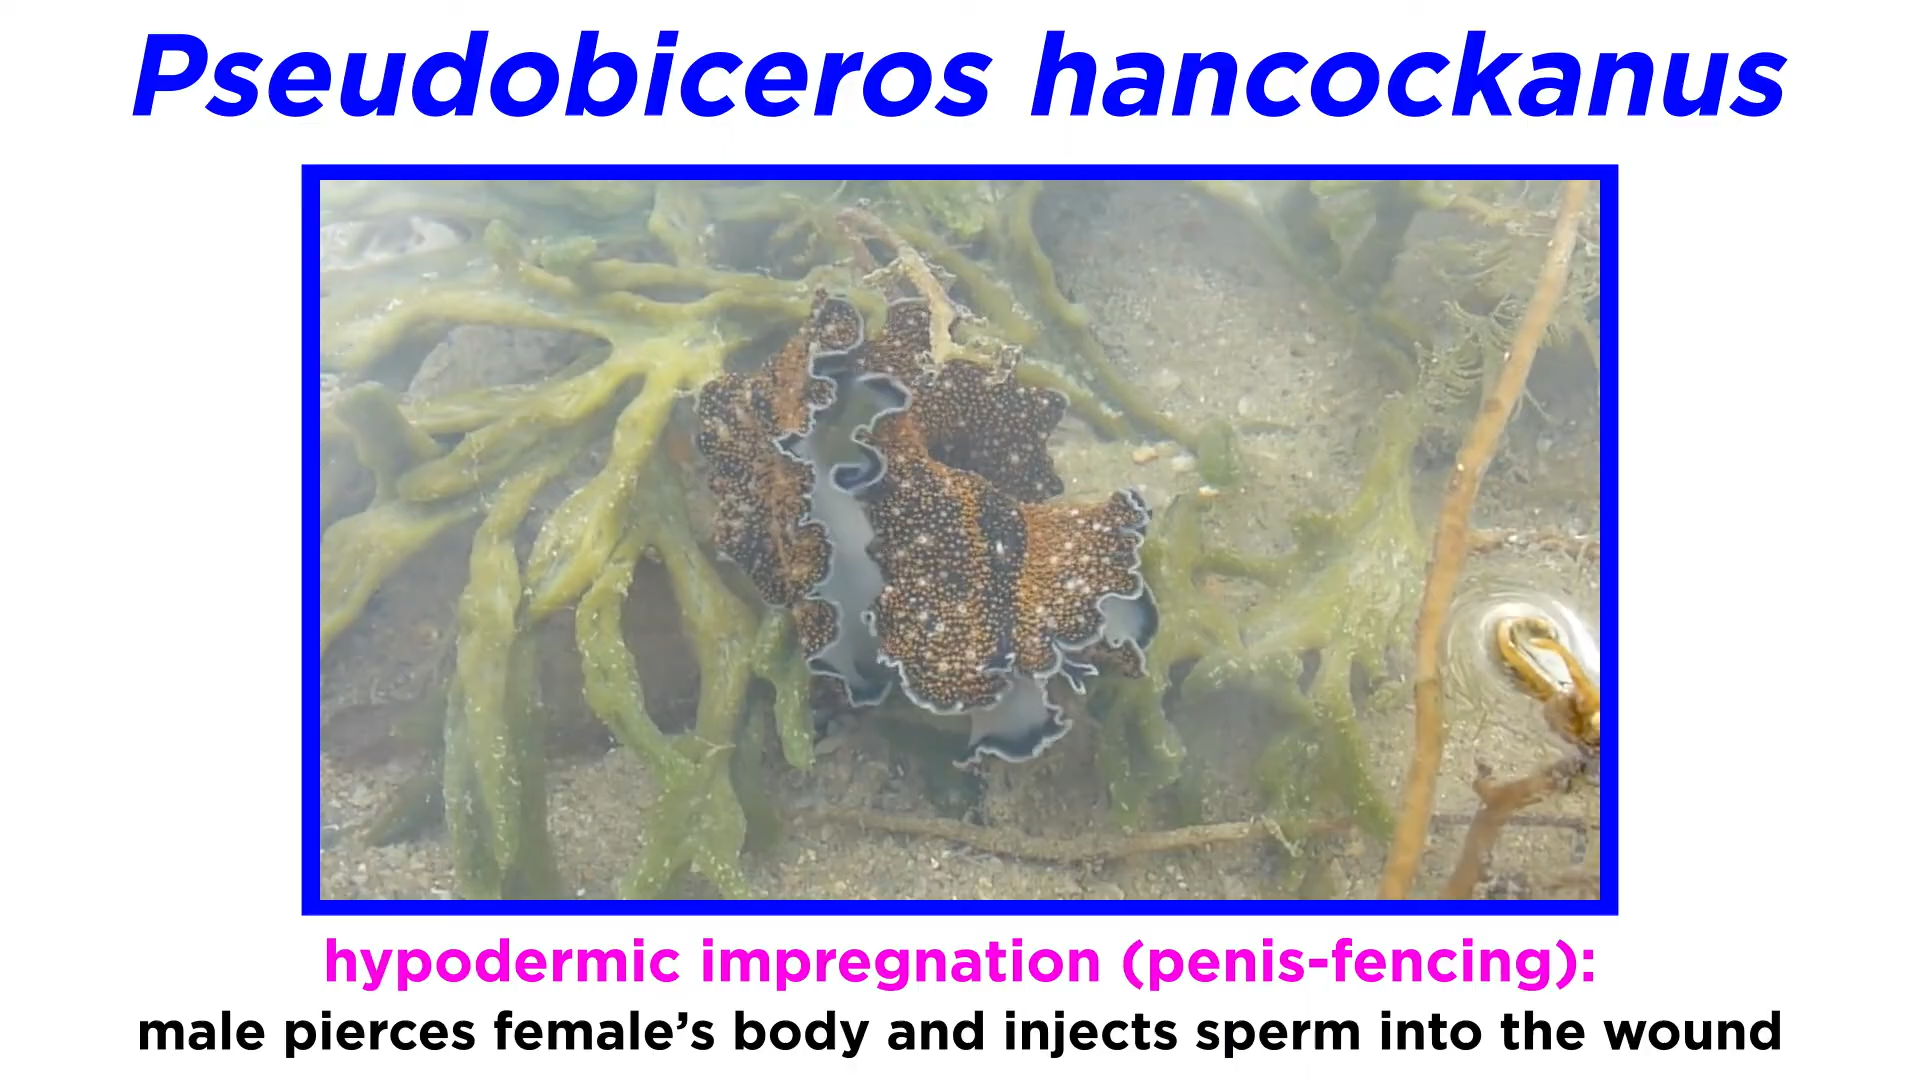 Pseudobiceros hancockanus
hypodermic impregnation (penis-fencing):
male pierces female’s body and injects sperm into the wound